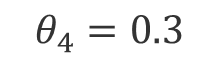 θ₄ = 0.3